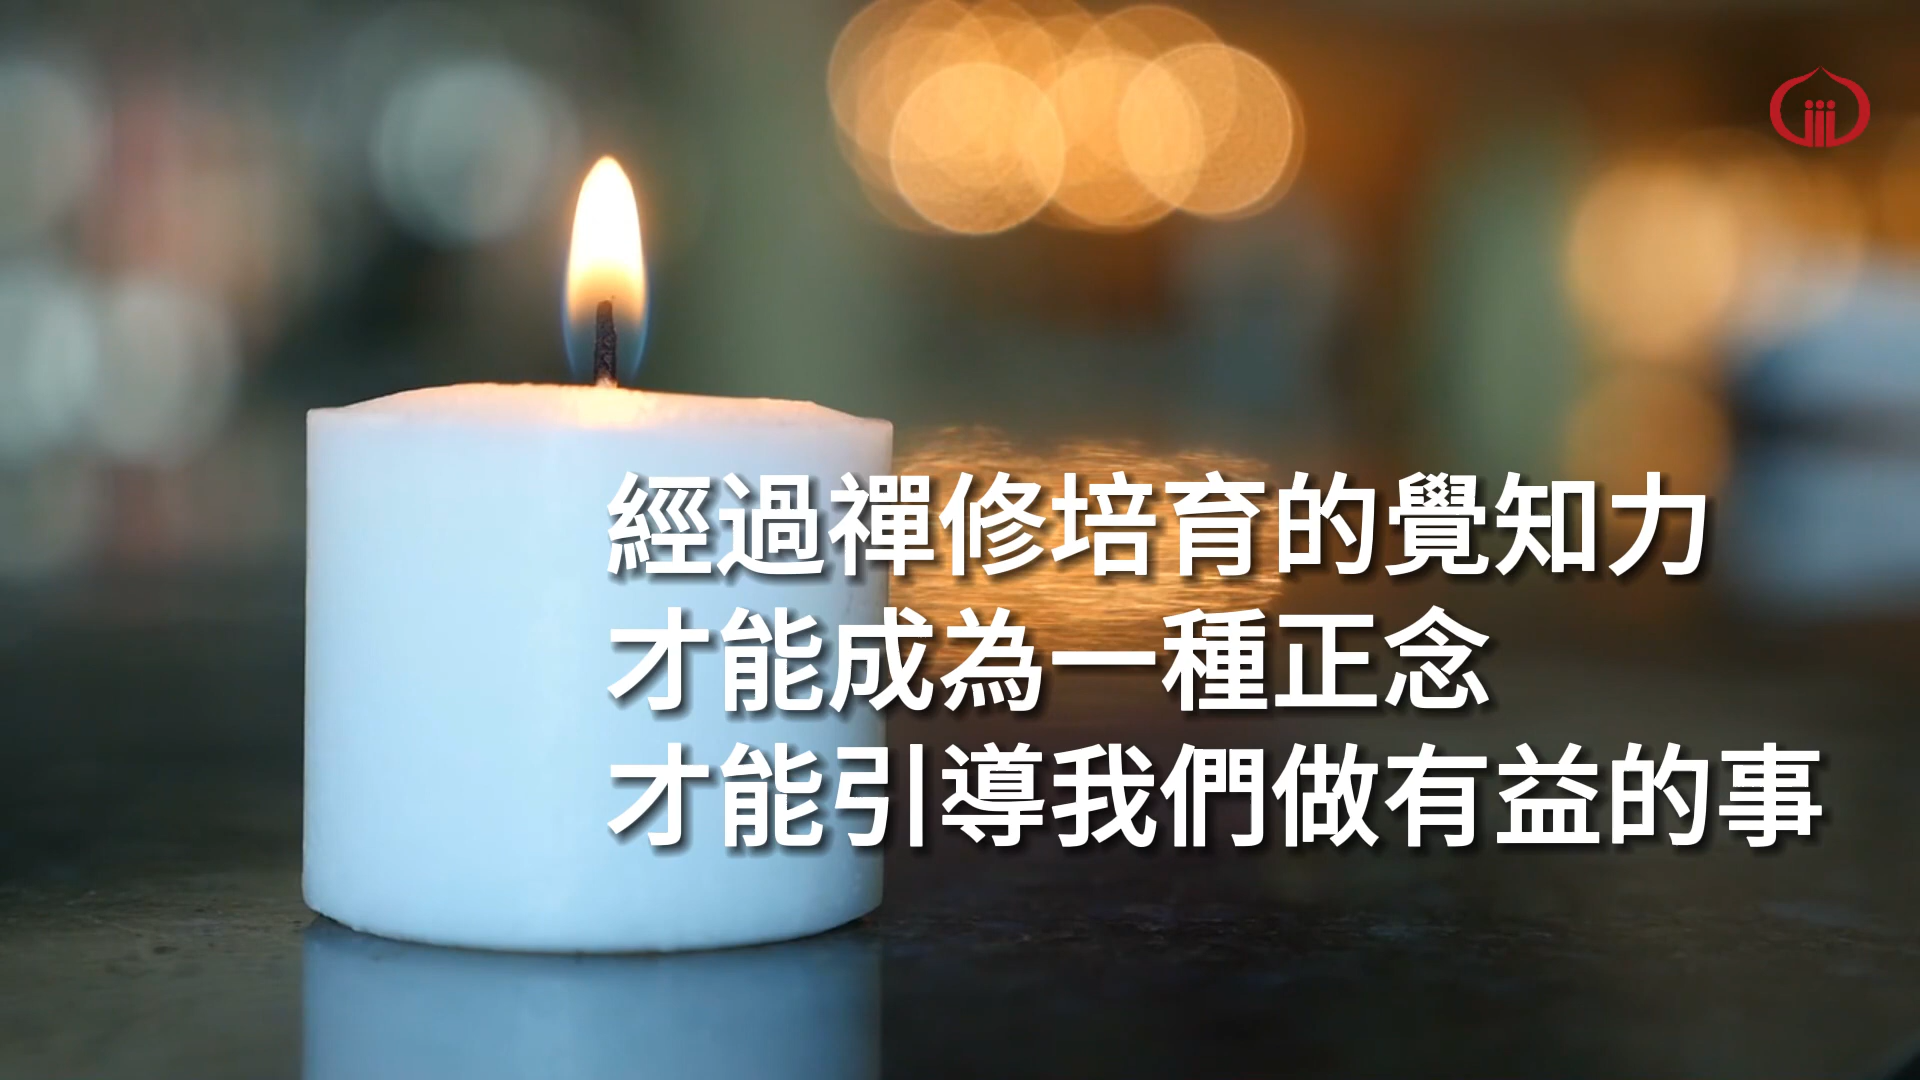 經過禪修培育的覺知力
才能成為一種正念
才能引導我們做有益的事